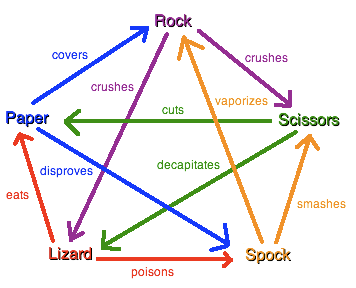 Rock
covers
crushes
crushes
vaporizes
Paper
cuts
Scissors
disproves
decapitates
eats
smashes
Lizard
poisons
Spock